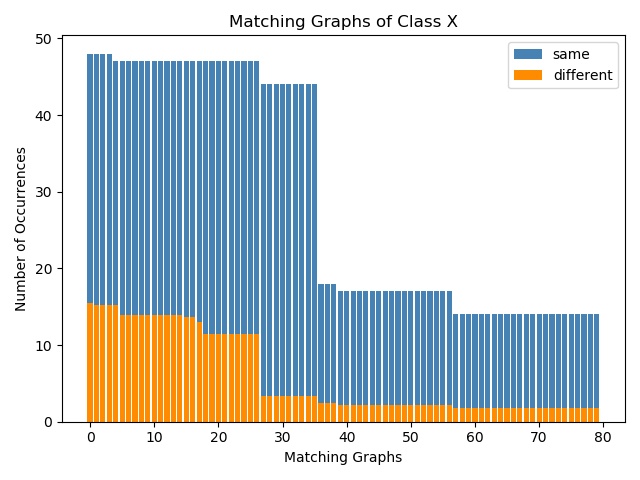 Matching Graphs of Class X
same
different
Number of Occurrences
50
40
30
20
10
0
0 10 20 30 40 50 60 70 80
Matching Graphs